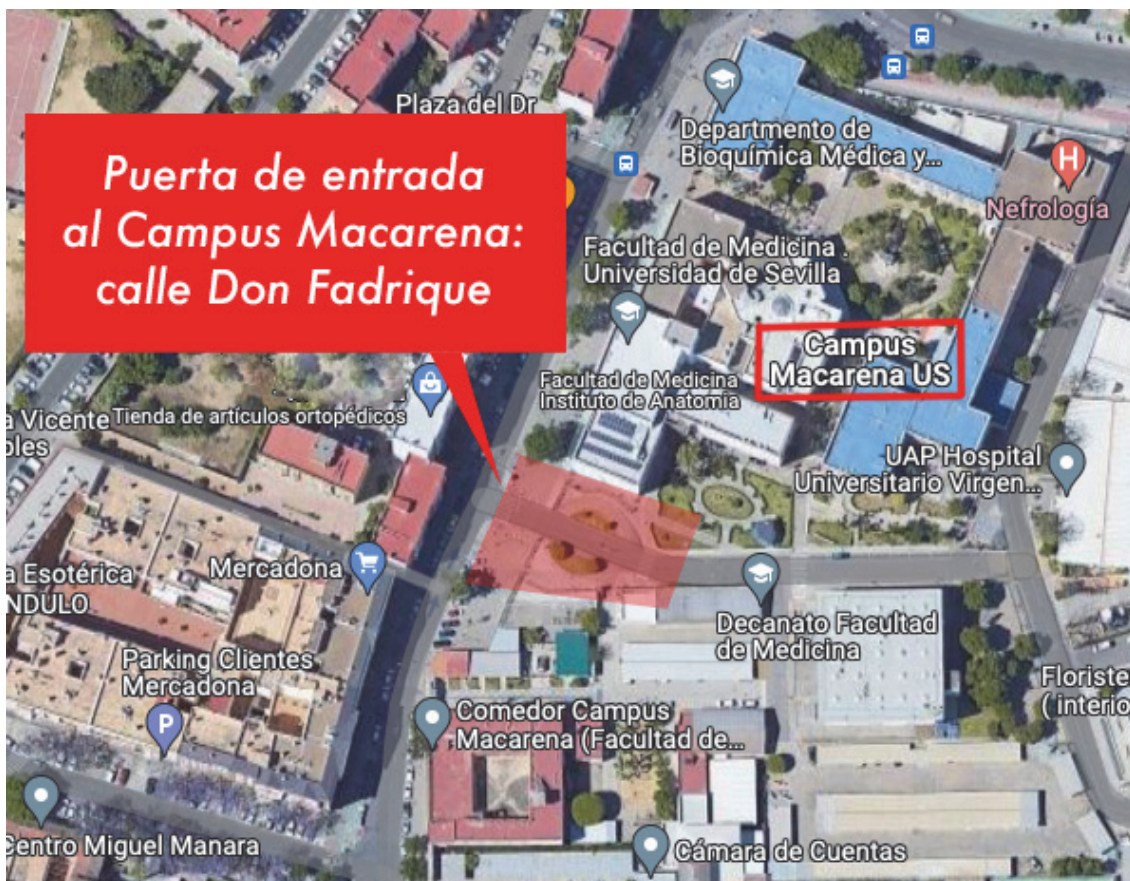 Plaza del Dr
Puerta de entrada
al Campus Macarena:
calle Don Fadrique
Departmento de
Bioquímica Médica y...
H
Nefrología
Facultad de Medicina .
Universidad de Sevilla
Campus
Macarena US
Facultad de Medicina
Instituto de Anatomia
a Vicente
oles
Tienda de artículos ortopédicos
UAP Hospital
Universitario Virgen...
Mercadona
a Esotérica
NDULO
Decanato Facultad
de Medicina
Parking Clientes
Mercadona
P
Floriste
( interio
Comedor Campus
Macarena (Facultad de...
Centro Miguel Manara
Cámara de Cuentas